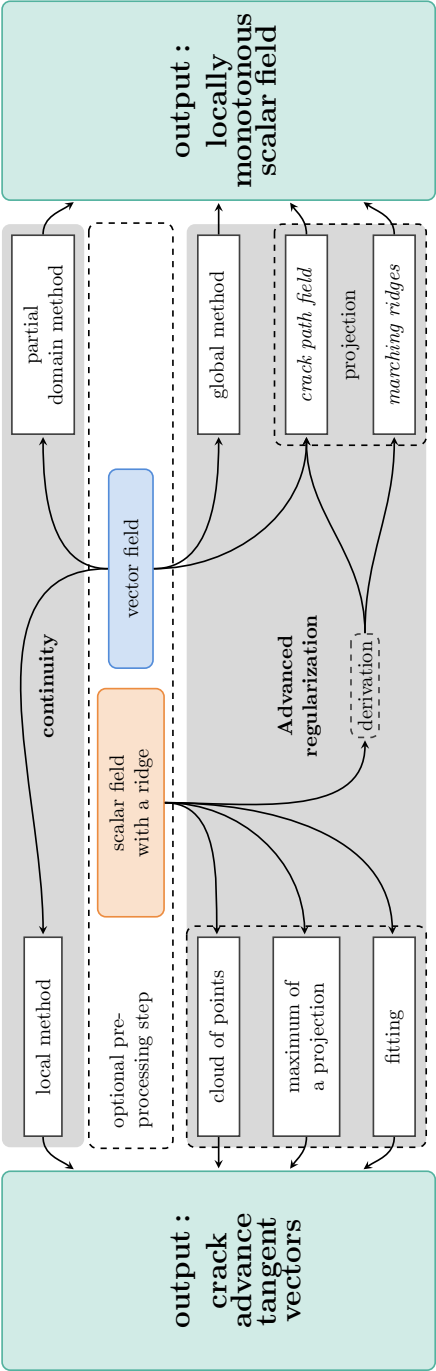 output :
crack
advance
tangent
vectors
local method
continuity
partial
domain method
optional pre-
processing step
scalar field
with a ridge
vector field
cloud of points
maximum of
a projection
fitting
Advanced
regularization
derivation
global method
crack path field
projection
marching ridges
output :
locally
monotonous
scalar field